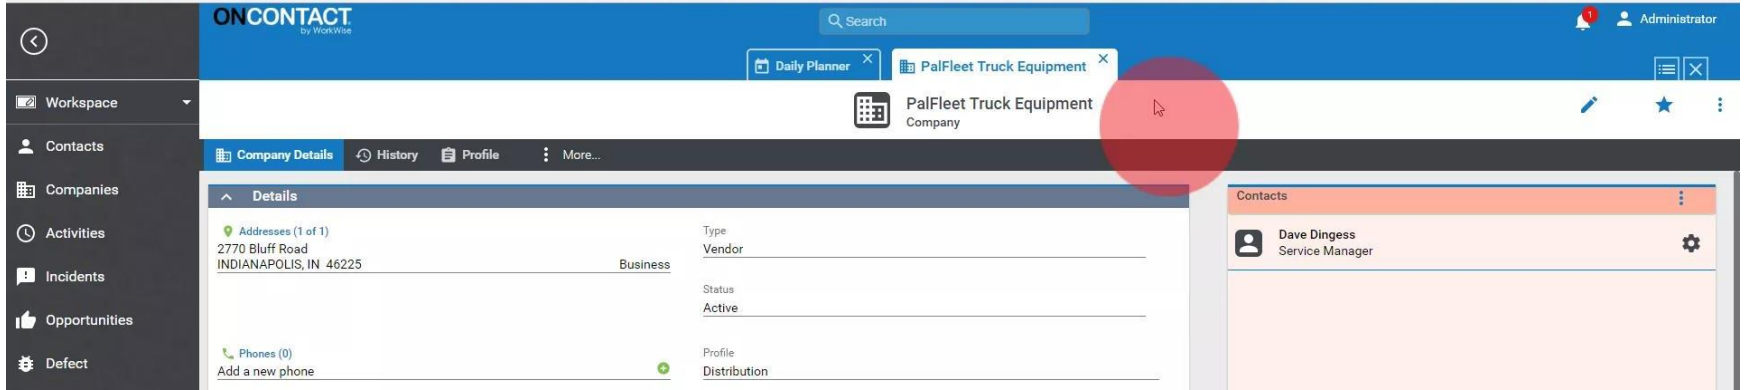 ONCONTACT
by WorkWise
Search
1
Administrator
Daily Planner
PalFleet Truck Equipment
Workspace
PalFleet Truck Equipment
Company
Contacts
Company Details
History
Profile
More...
Companies
Details
Contacts
Activities
Addresses (1 of 1)
2770 Bluff Road
INDIANAPOLIS, IN 46225
Business
Type
Vendor
Dave Dingess
Service Manager
Incidents
Status
Active
Opportunities
Phones (0)
Add a new phone
Profile
Distribution
Defect